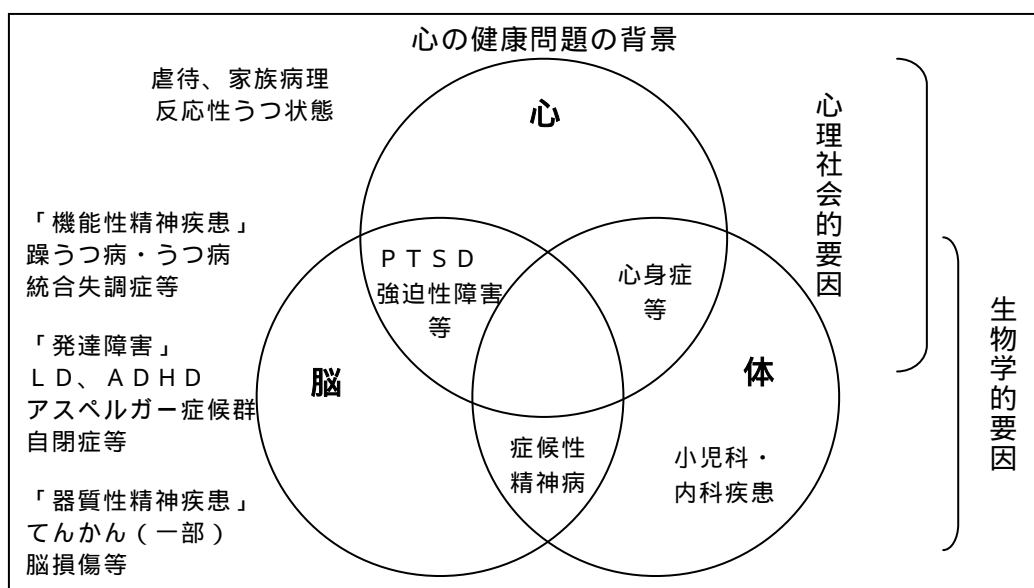 心の健康問題の背景
虐待、家族病理
反応性うつ状態
心
心理社会的要因
「機能性精神疾患」
躁うつ病・うつ病
統合失調症等
ＰＴＳＤ
強迫性障害
等
心身症
等
生物学的要因
「発達障害」
ＬＤ、ＡＤＨＤ
アスペルガー症候群
自閉症等
脳
体
症候性
精神病
小児科・
内科疾患
「器質性精神疾患」
てんかん（一部）
脳損傷等